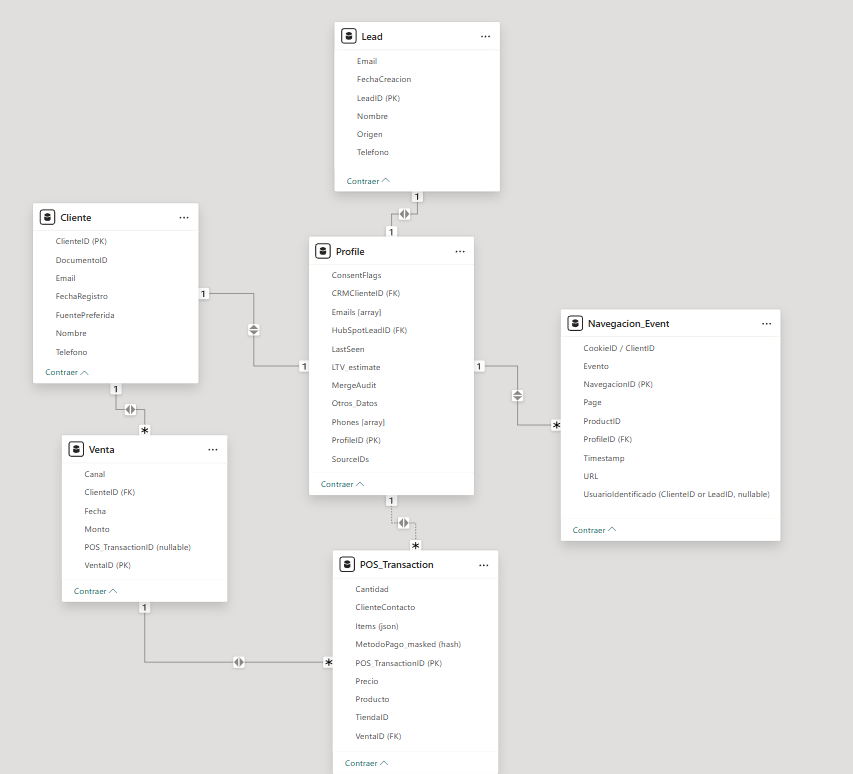 Lead
Email
FechaCreacion
LeadID (PK)
Nombre
Origen
Telefono
Contraer
1
1
Cliente
ClienteID (PK)
DocumentoID
Email
FechaRegistro
FuentePreferida
Nombre
Telefono
Contraer
1
1
1
*
Profile
ConsentFlags
CRMClienteID (FK)
Emails [array]
HubSpotLeadID (FK)
LastSeen
LTV_estimate
MergeAudit
Otros_Datos
Phones [array]
ProfileID (PK)
SourceIDs
Contraer
1
*
1
*
Navegacion_Event
CookieID / ClientID
Evento
NavegacionID (PK)
Page
ProductID
ProfileID (FK)
Timestamp
URL
UsuarioIdentificado (ClienteID or LeadID, nullable)
Contraer
Venta
Canal
ClienteID (FK)
Fecha
Monto
POS_TransactionID (nullable)
VentaID (PK)
Contraer
1
*
POS_Transaction
Cantidad
ClienteContacto
Items (json)
MetodoPago_masked (hash)
POS_TransactionID (PK)
Precio
Producto
TiendaID
VentaID (FK)
Contraer